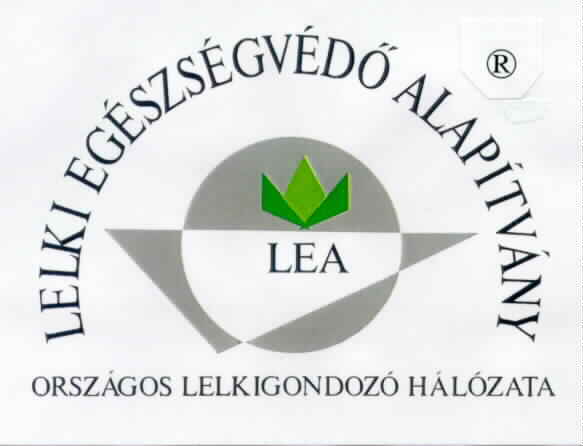 LELKI EGÉSZSÉGVÉDŐ ALAPÍTVÁNY
®
LEA
ORSZÁGOS LELKIGONDOZÓ HÁLÓZATA